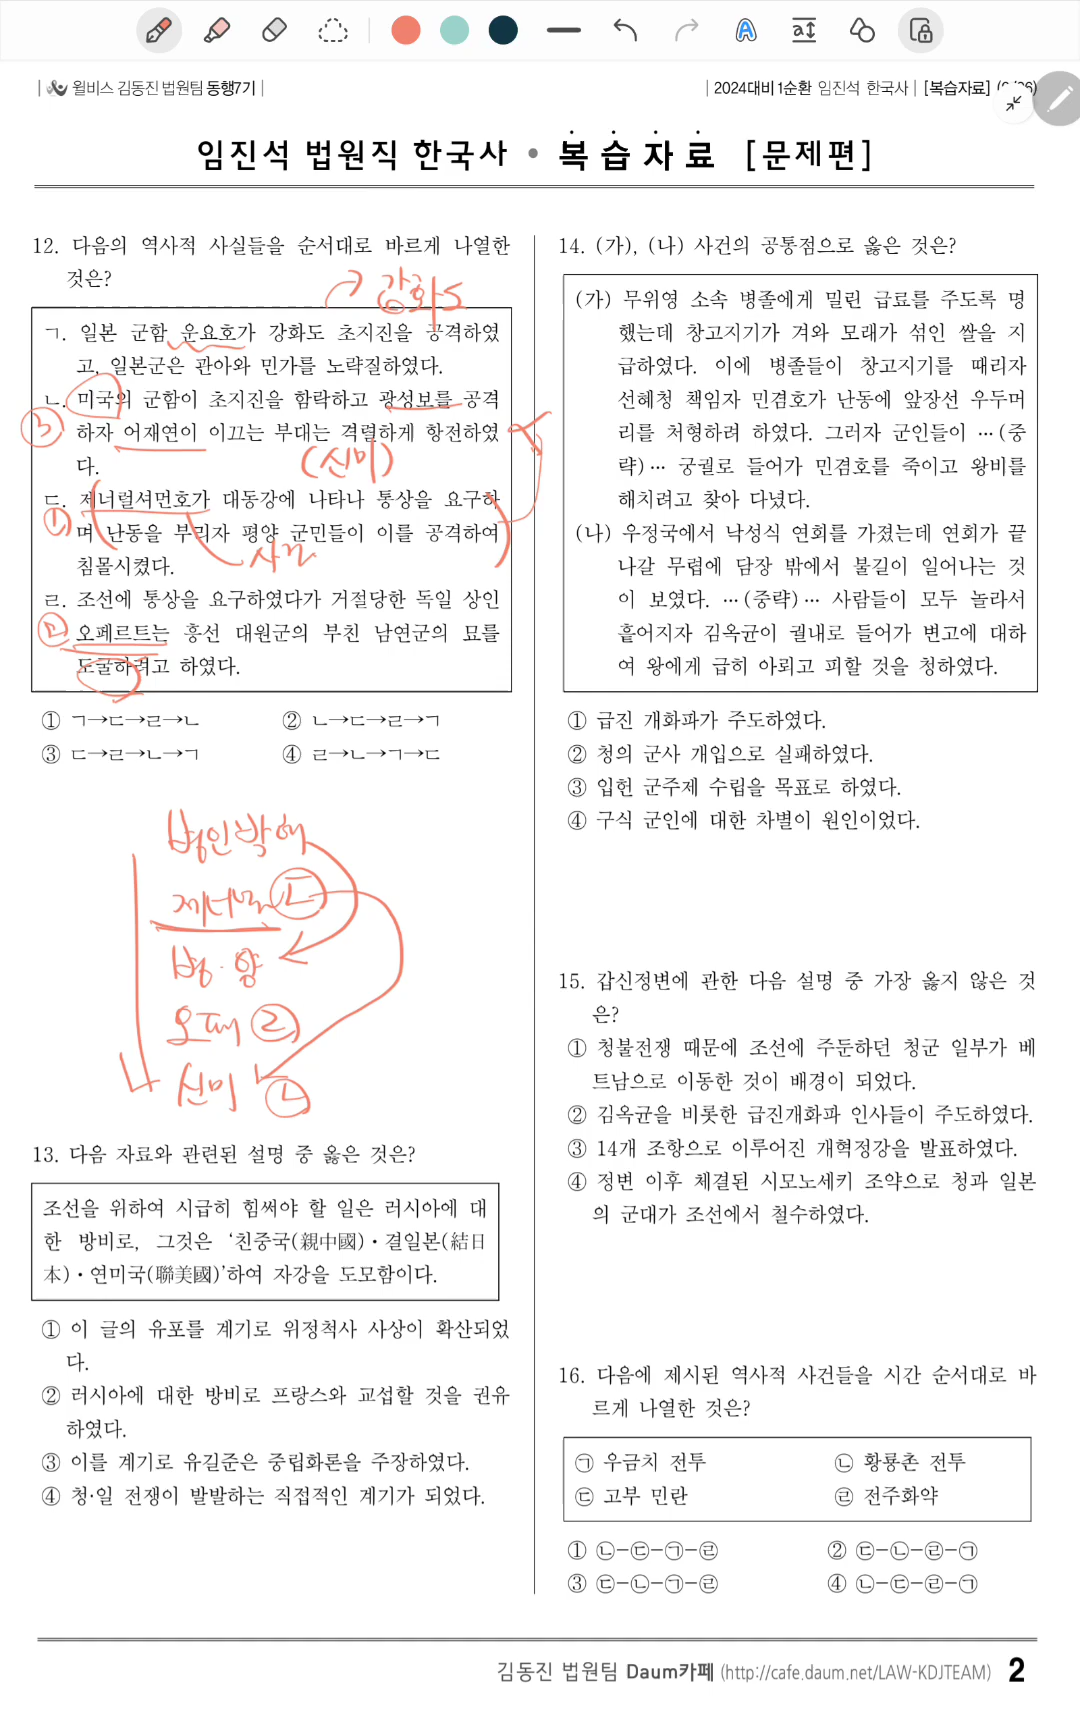 윌비스 김동진 법원팀 동행7기
2024대비 1순환 임진석 한국사 | [복습자료]
임진석 법원직 한국사 • 복습자료 [문제편]
12. 다음의 역사적 사실들을 순서대로 바르게 나열한
것은?
강화도
ㄱ. 일본 군함 운요호가 강화도 초지진을 공격하였
고, 일본군은 관아와 민가를 노략질하였다.
ㄴ. 미국의 군함이 초지진을 함락하고 광성보를 공격
③
하자 어재연이 이끄는 부대는 격렬하게 항전하였
다.
(신미)
ㄷ. 제너럴셔먼호가 대동강에 나타나 통상을 요구하
①
며 난동을 부리자 평양 군민들이 이를 공격하여
침몰시켰다.
사건
ㄹ. 조선에 통상을 요구하였다가 거절당한 독일 상인
②
오페르트는 흥선 대원군의 부친 남연군의 묘를
도굴하려고 하였다.
① ㄱ→ㄷ→ㄹ→ㄴ
② ㄴ→ㄷ→ㄹ→ㄱ
③ ㄷ→ㄹ→ㄴ→ㄱ
④ ㄹ→ㄴ→ㄱ→ㄷ
병인박해
제너럴 ㄷ
병·양
오페 ㄹ
신미 ㄴ
13. 다음 자료와 관련된 설명 중 옳은 것은?
조선을 위하여 시급히 힘써야 할 일은 러시아에 대
한 방비로, 그것은 ‘친중국(親中國)·결일본(結日
本)·연미국(聯美國)’하여 자강을 도모함이다.
① 이 글의 유포를 계기로 위정척사 사상이 확산되었
다.
② 러시아에 대한 방비로 프랑스와 교섭할 것을 권유
하였다.
③ 이를 계기로 유길준은 중립화론을 주장하였다.
④ 청·일 전쟁이 발발하는 직접적인 계기가 되었다.
14. (가), (나) 사건의 공통점으로 옳은 것은?
(가) 무위영 소속 병졸에게 밀린 급료를 주도록 명
했는데 창고지기가 겨와 모래가 섞인 쌀을 지
급하였다. 이에 병졸들이 창고지기를 때리자
선혜청 책임자 민겸호가 난동에 앞장선 우두머
리를 처형하려 하였다. 그러자 군인들이 …(중
략)… 궁궐로 들어가 민겸호를 죽이고 왕비를
해치려고 찾아 다녔다.
(나) 우정국에서 낙성식 연회를 가졌는데 연회가 끝
나갈 무렵에 담장 밖에서 불길이 일어나는 것
이 보였다. …(중략)… 사람들이 모두 놀라서
흩어지자 김옥균이 궐내로 들어가 변고에 대하
여 왕에게 급히 아뢰고 피할 것을 청하였다.
① 급진 개화파가 주도하였다.
② 청의 군사 개입으로 실패하였다.
③ 입헌 군주제 수립을 목표로 하였다.
④ 구식 군인에 대한 차별이 원인이었다.
15. 갑신정변에 관한 다음 설명 중 가장 옳지 않은 것
은?
① 청불전쟁 때문에 조선에 주둔하던 청군 일부가 베
트남으로 이동한 것이 배경이 되었다.
② 김옥균을 비롯한 급진개화파 인사들이 주도하였다.
③ 14개 조항으로 이루어진 개혁정강을 발표하였다.
④ 정변 이후 체결된 시모노세키 조약으로 청과 일본
의 군대가 조선에서 철수하였다.
16. 다음에 제시된 역사적 사건들을 시간 순서대로 바
르게 나열한 것은?
㉠ 우금치 전투
㉡ 황룡촌 전투
㉢ 고부 민란
㉣ 전주화약
① ㉡-㉢-㉠-㉣
② ㉢-㉡-㉣-㉠
③ ㉢-㉡-㉠-㉣
④ ㉡-㉢-㉣-㉠
김동진 법원팀 Daum카페 (http://cafe.daum.net/LAW-KDJTEAM) 2